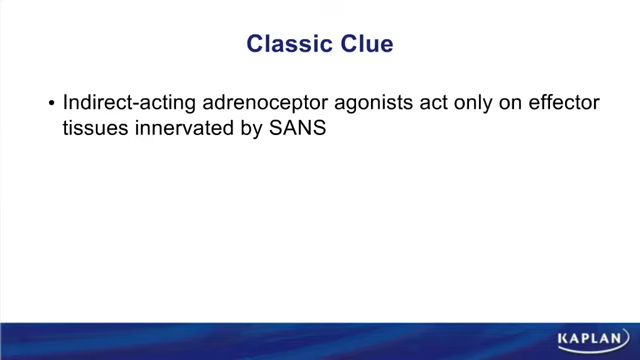 Classic Clue
• Indirect-acting adrenoceptor agonists act only on effector
tissues innervated by SANS
KAPLAN